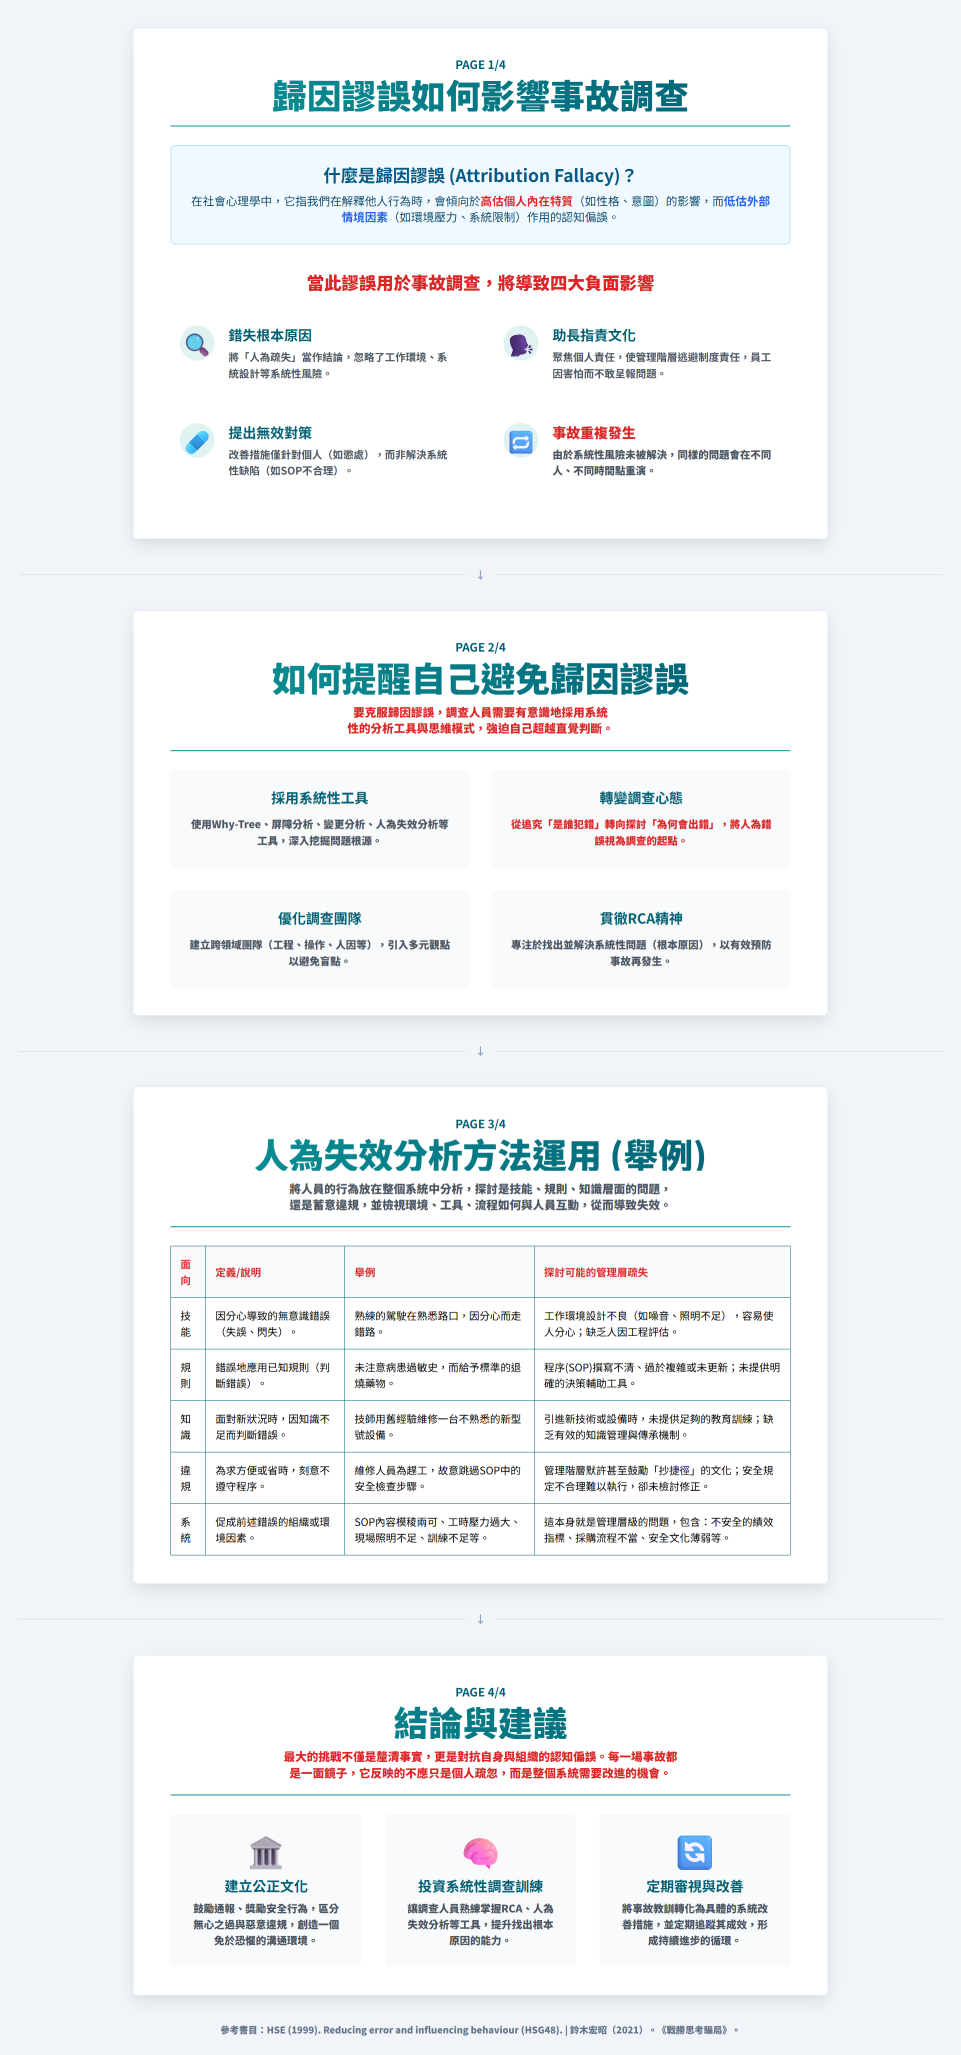 PAGE 1/4
歸因謬誤如何影響事故調查
什麼是歸因謬誤 (Attribution Fallacy)？
在社會心理學中，它指我們在解釋他人行為時，會傾向於高估個人內在特質（如性格、意圖）的影響，而低估外部
情境因素（如環境壓力、系統限制）作用的認知偏誤。
當此謬誤用於事故調查，將導致四大負面影響
錯失根本原因
將「人為疏失」當作結論，忽略了工作環境、系
統設計等系統性風險。
助長指責文化
聚焦個人責任，使管理階層逃避制度責任，員工
因害怕而不敢呈報問題。
提出無效對策
改善措施僅針對個人（如懲處），而非解決系統
性缺陷（如SOP不合理）。
事故重複發生
由於系統性風險未被解決，同樣的問題會在不同
人、不同時間點重演。
↓
PAGE 2/4
如何提醒自己避免歸因謬誤
要克服歸因謬誤，調查人員需要有意識地採用系統
性的分析工具與思維模式，強迫自己超越直覺判斷。
採用系統性工具
使用Why-Tree、屏障分析、變更分析、人為失效分析等
工具，深入挖掘問題根源。
轉變調查心態
從追究「是誰犯錯」轉向探討「為何會出錯」，將人為錯
誤視為調查的起點。
優化調查團隊
建立跨領域團隊（工程、操作、人因等），引入多元觀點
以避免盲點。
貫徹RCA精神
專注於找出並解決系統性問題（根本原因），以有效預防
事故再發生。
↓
PAGE 3/4
人為失效分析方法運用 (舉例)
將人員的行為放在整個系統中分析，探討是技能、規則、知識層面的問題，
還是蓄意違規，並檢視環境、工具、流程如何與人員互動，從而導致失效。
面
向
定義/說明
舉例
探討可能的管理層疏失
技
能
因分心導致的無意識錯誤
（失誤、閃失）。
熟練的駕駛在熟悉路口，因分心而走
錯路。
工作環境設計不良（如噪音、照明不足），容易使
人分心；缺乏人因工程評估。
規
則
錯誤地應用已知規則（判
斷錯誤）。
未注意病患過敏史，而給予標準的退
燒藥物。
程序(SOP)撰寫不清、過於複雜或未更新；未提供明
確的決策輔助工具。
知
識
面對新狀況時，因知識不
足而判斷錯誤。
技師用舊經驗維修一台不熟悉的新型
號設備。
引進新技術或設備時，未提供足夠的教育訓練；缺
乏有效的知識管理與傳承機制。
違
規
為求方便或省時，刻意不
遵守程序。
維修人員為趕工，故意跳過SOP中的
安全檢查步驟。
管理階層默許甚至鼓勵「抄捷徑」的文化；安全規
定不合理難以執行，卻未檢討修正。
系
統
促成前述錯誤的組織或環
境因素。
SOP內容模稜兩可、工時壓力過大、
現場照明不足、訓練不足等。
這本身就是管理層級的問題，包含：不安全的績效
指標、採購流程不當、安全文化薄弱等。
↓
PAGE 4/4
結論與建議
最大的挑戰不僅是釐清事實，更是對抗自身與組織的認知偏誤。每一場事故都
是一面鏡子，它反映的不應只是個人疏忽，而是整個系統需要改進的機會。
建立公正文化
鼓勵通報、獎勵安全行為，區分
無心之過與惡意違規，創造一個
免於恐懼的溝通環境。
投資系統性調查訓練
讓調查人員熟練掌握RCA、人為
失效分析等工具，提升找出根本
原因的能力。
定期審視與改善
將事故教訓轉化為具體的系統改
善措施，並定期追蹤其成效，形
成持續進步的循環。
參考書目：HSE (1999). Reducing error and influencing behaviour (HSG48). | 鈴木宏昭（2021）。《戰勝思考騙局》。